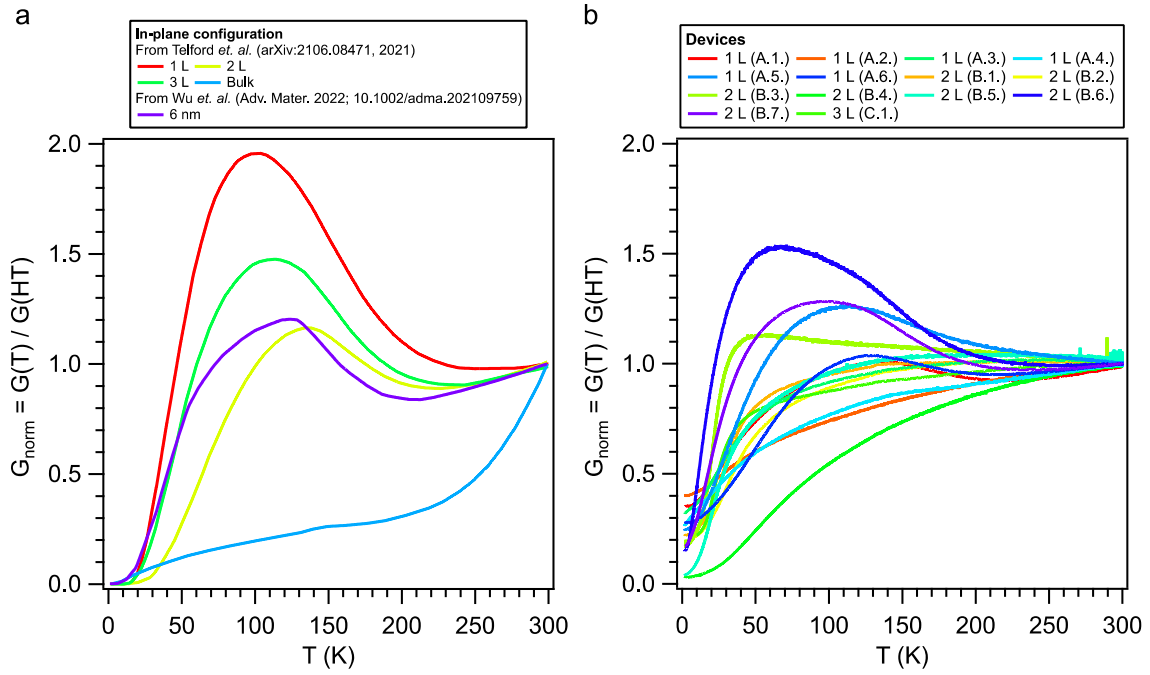 a
In-plane configuration
From Telford et. al. (arXiv:2106.08471, 2021)
1 L 2 L
3 L Bulk
From Wu et. al. (Adv. Mater. 2022; 10.1002/adma.202109759)
6 nm
2.0
1.5
1.0
0.5
0.0
G_norm = G(T) / G(HT)
0 50 100 150 200 250 300
T (K)
b
Devices
1 L (A.1.) 1 L (A.2.) 1 L (A.3.) 1 L (A.4.)
1 L (A.5.) 1 L (A.6.) 2 L (B.1.) 2 L (B.2.)
2 L (B.3.) 2 L (B.4.) 2 L (B.5.) 2 L (B.6.)
2 L (B.7.) 3 L (C.1.)
2.0
1.5
1.0
0.5
0.0
G_norm = G(T) / G(HT)
0 50 100 150 200 250 300
T (K)